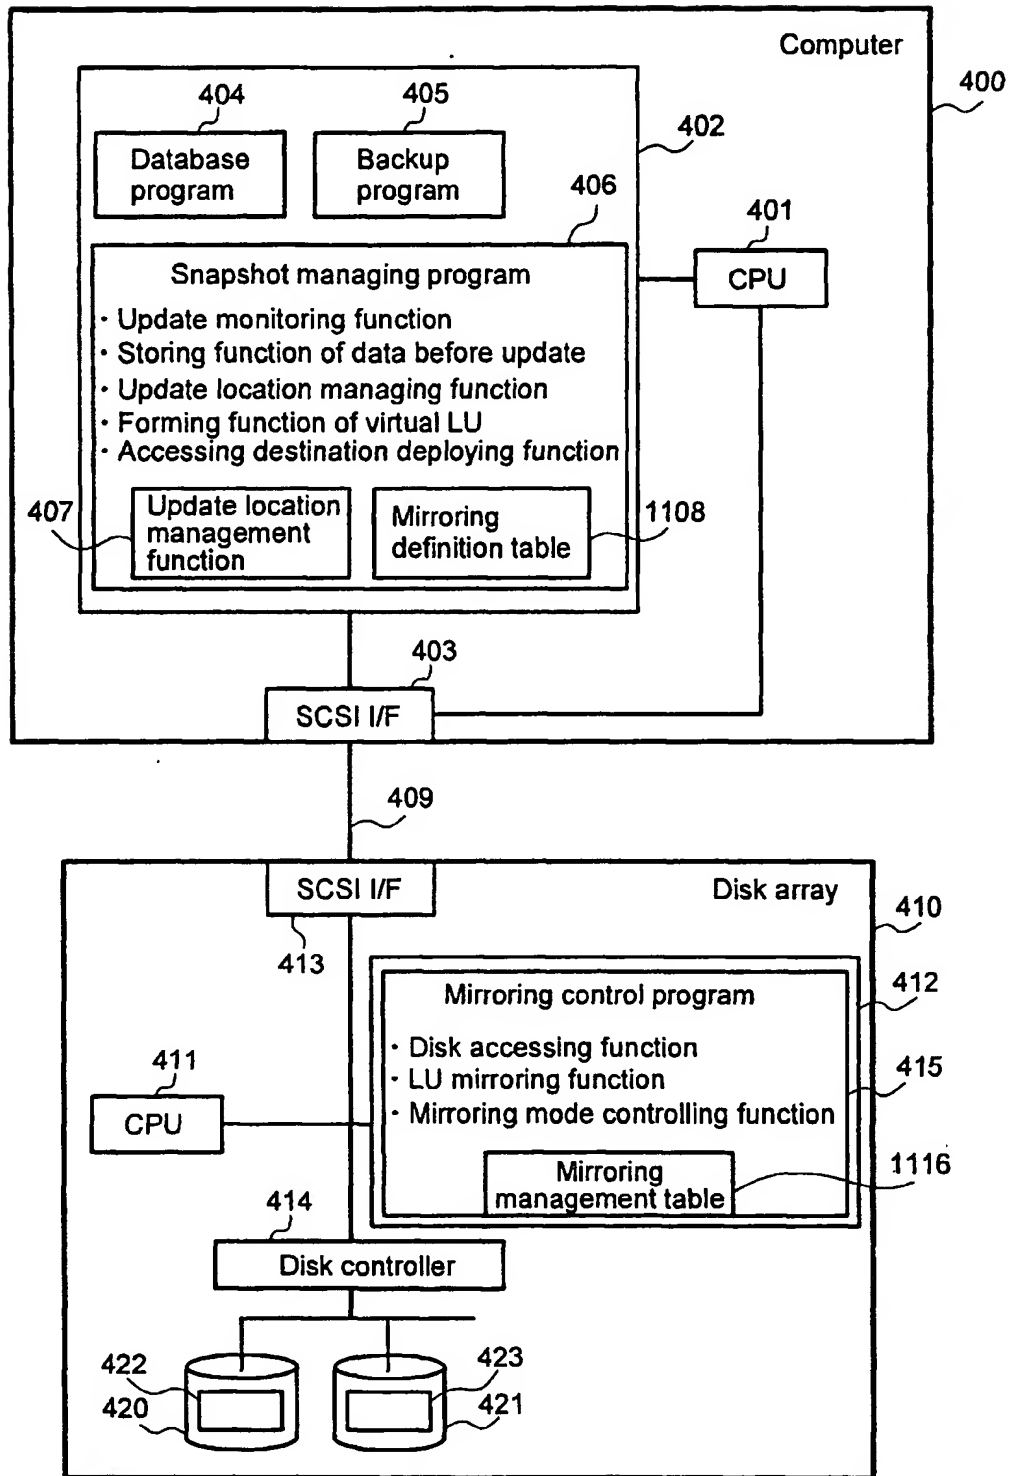 Computer
400
404
405
402
Database
program
Backup
program
406
401
CPU
Snapshot managing program
· Update monitoring function
· Storing function of data before update
· Update location managing function
· Forming function of virtual LU
· Accessing destination deploying function
407
Update location
management
function
Mirroring
definition table
1108
403
SCSI I/F
409
SCSI I/F
Disk array
410
413
412
Mirroring control program
· Disk accessing function
· LU mirroring function
· Mirroring mode controlling function
415
411
CPU
Mirroring
management table
1116
414
Disk controller
422
423
420
421